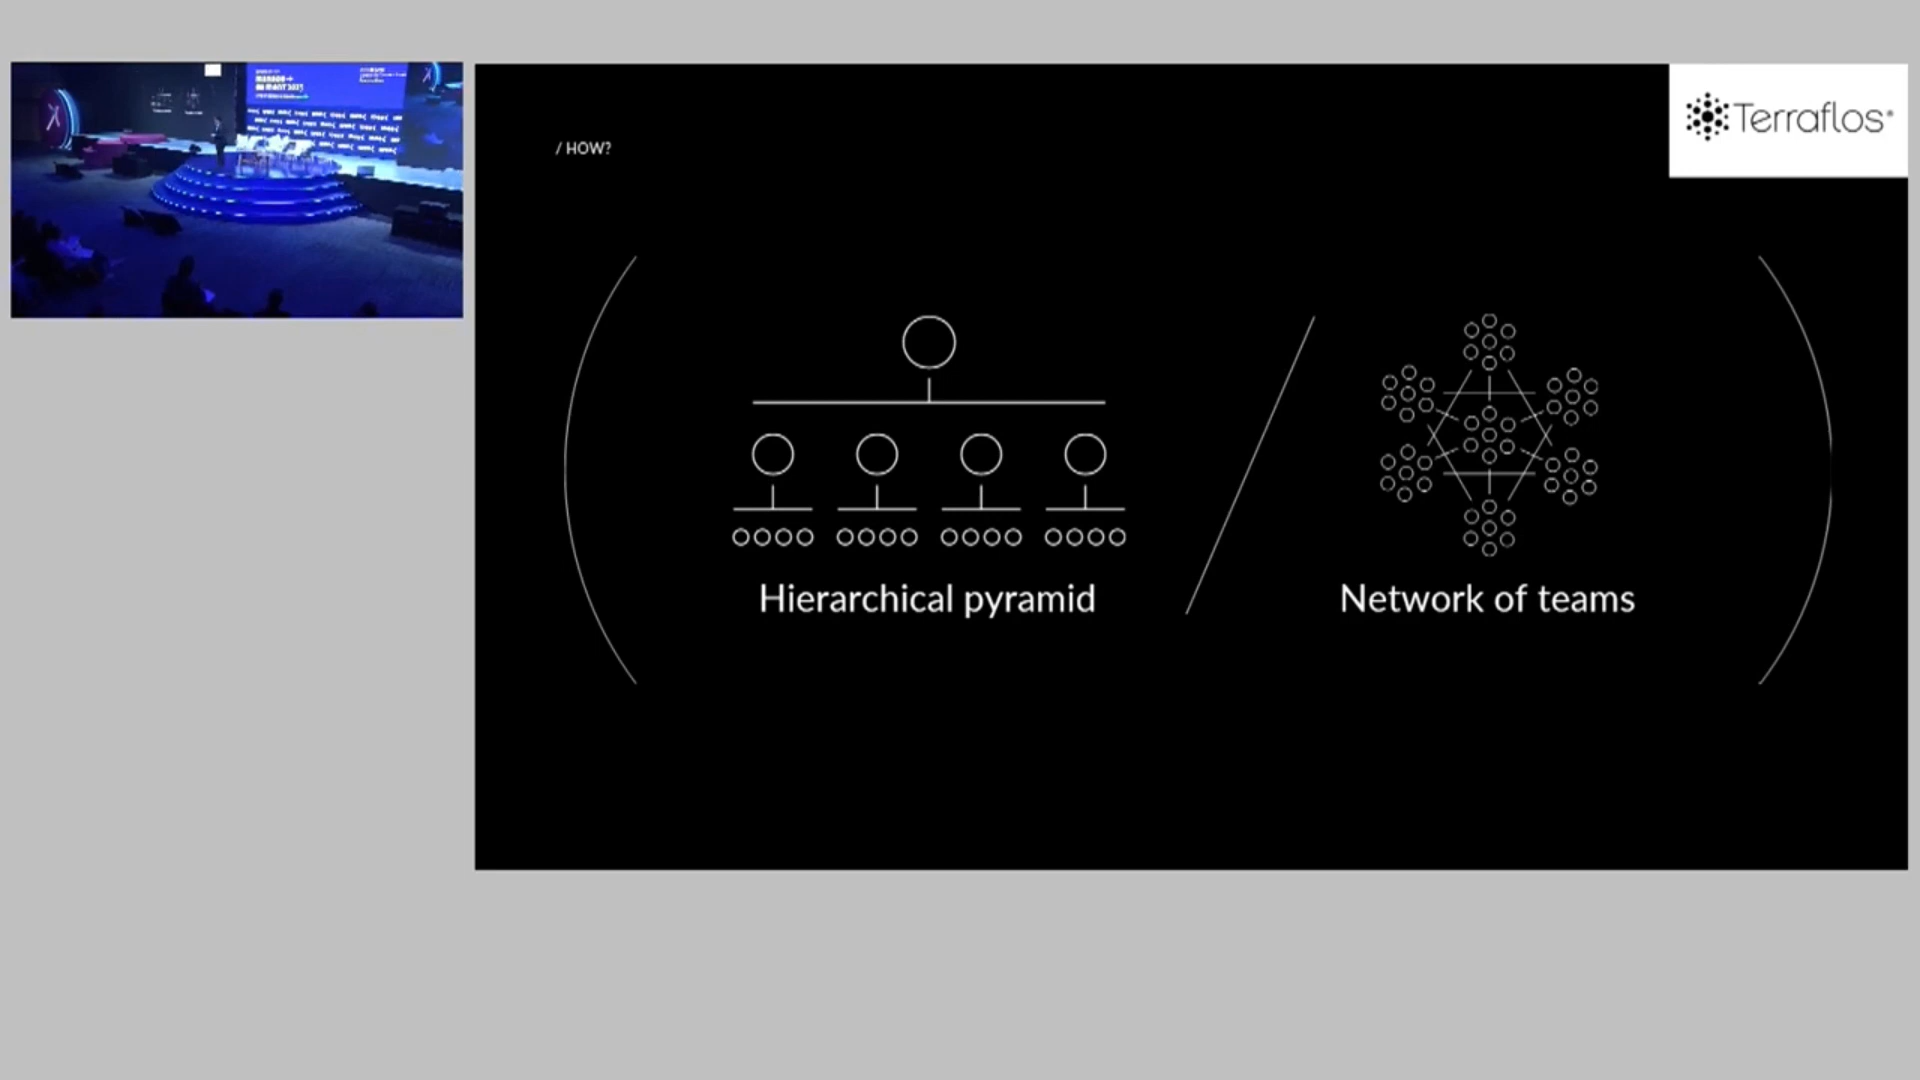 / HOW?
Terraflos®
Hierarchical pyramid
Network of teams